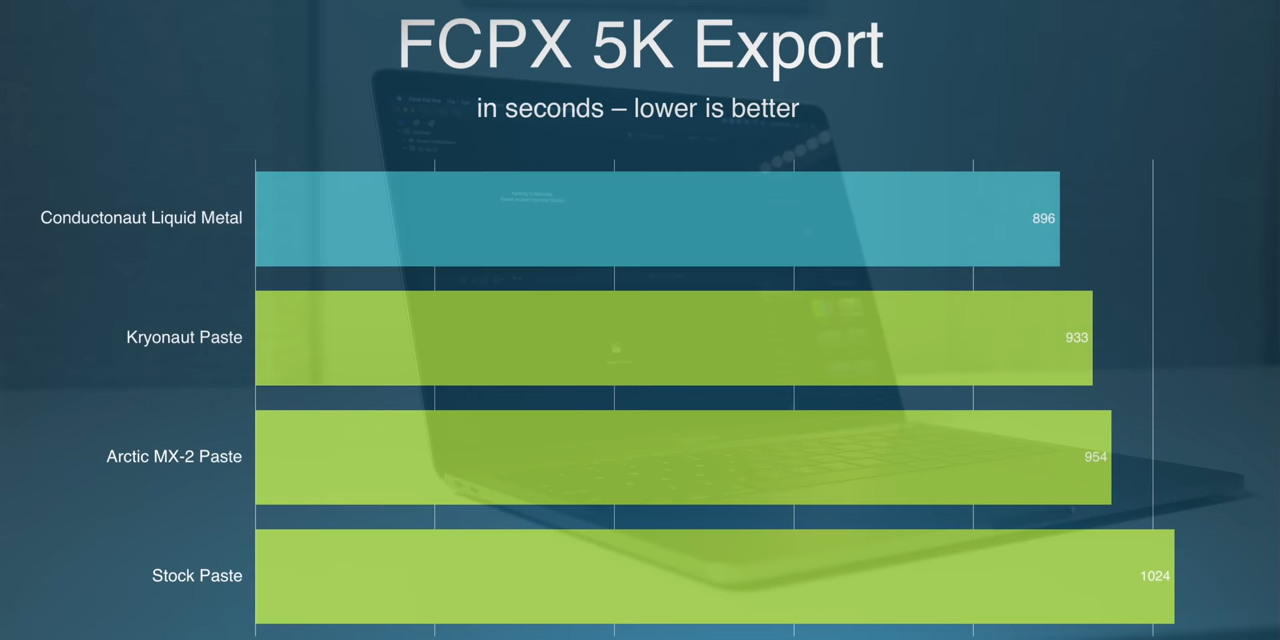 FCPX 5K Export
in seconds – lower is better
Conductonaut Liquid Metal
896
Kryonaut Paste
933
Arctic MX-2 Paste
954
Stock Paste
1024